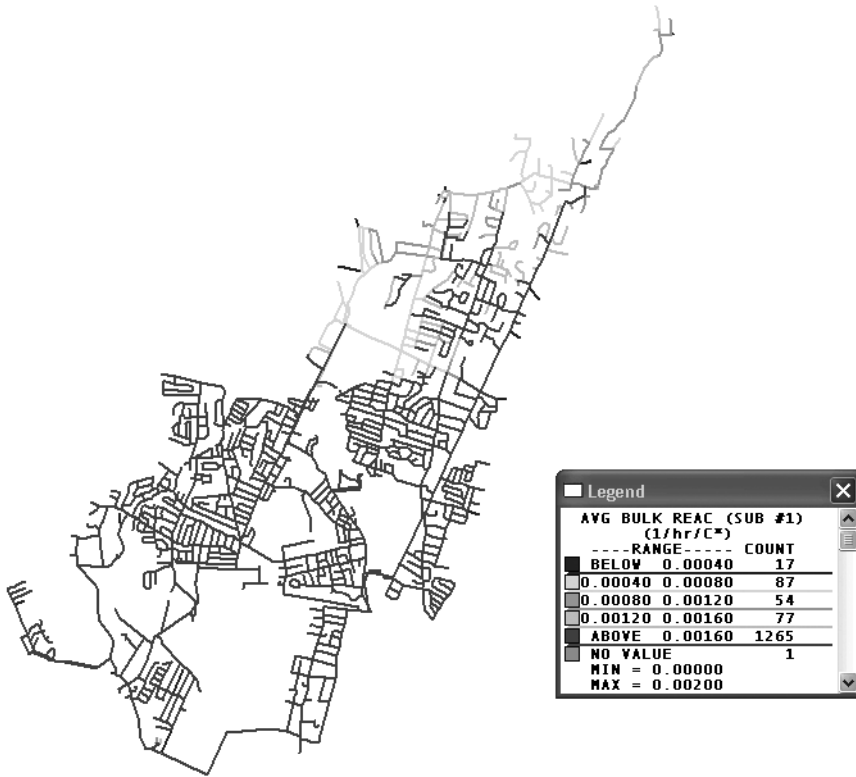 Legend
AVG BULK REAC (SUB #1)
(1/hr/C*)
----RANGE----- COUNT
BELOW 0.00040 17
0.00040 0.00080 87
0.00080 0.00120 54
0.00120 0.00160 77
ABOVE 0.00160 1265
NO VALUE 1
MIN = 0.00000
MAX = 0.00200